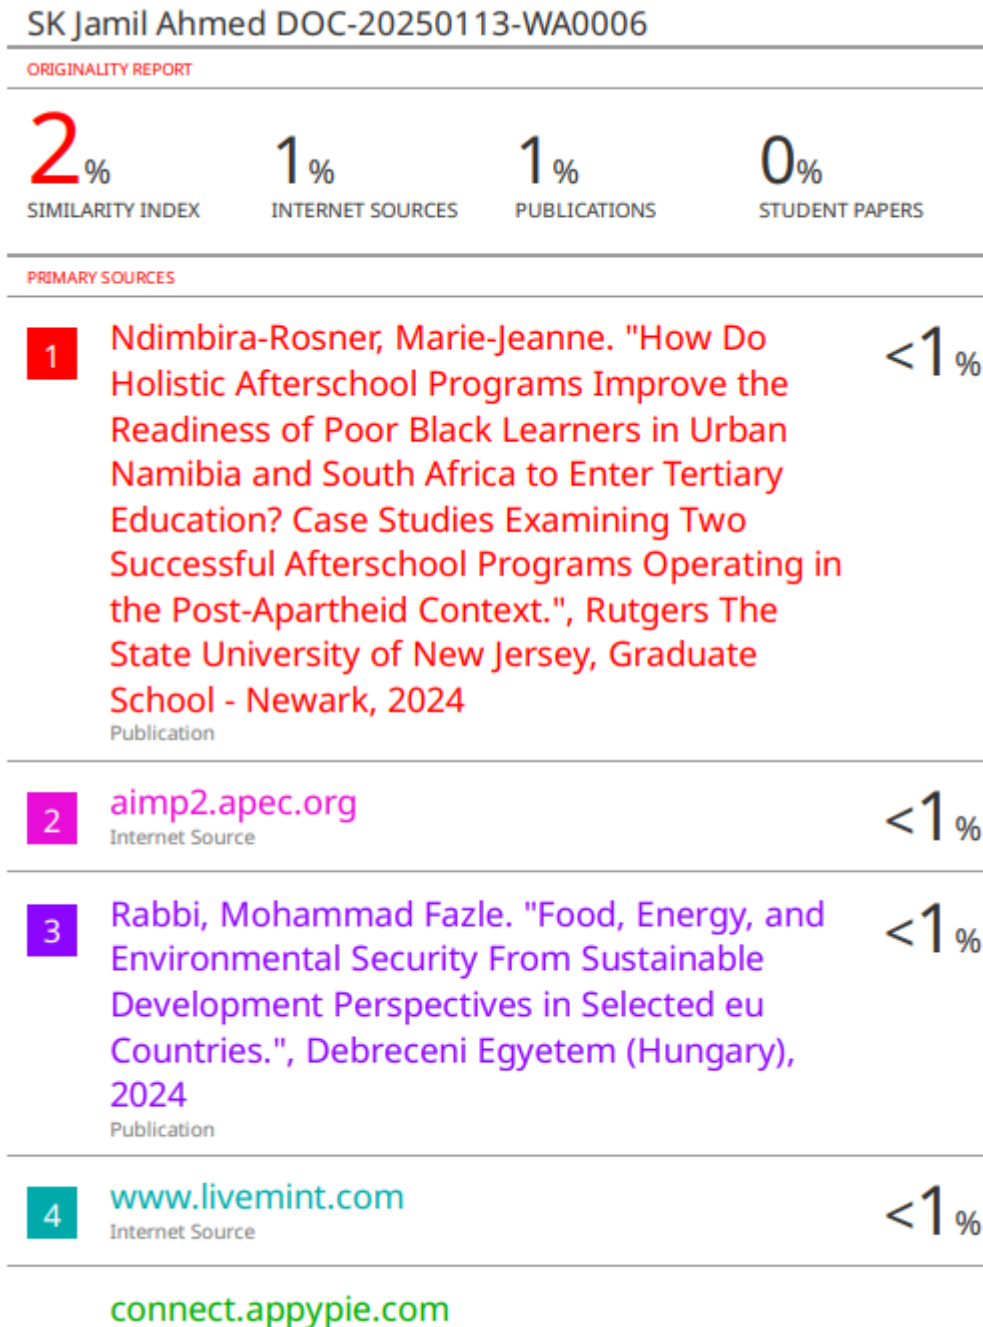 SK Jamil Ahmed DOC-20250113-WA0006
ORIGINALITY REPORT
2% 1% 1% 0%
SIMILARITY INDEX INTERNET SOURCES PUBLICATIONS STUDENT PAPERS
PRIMARY SOURCES
1 Ndimbira-Rosner, Marie-Jeanne. "How Do <1%
Holistic Afterschool Programs Improve the
Readiness of Poor Black Learners in Urban
Namibia and South Africa to Enter Tertiary
Education? Case Studies Examining Two
Successful Afterschool Programs Operating in
the Post-Apartheid Context.", Rutgers The
State University of New Jersey, Graduate
School - Newark, 2024
Publication
2 aimp2.apec.org <1%
Internet Source
3 Rabbi, Mohammad Fazle. "Food, Energy, and <1%
Environmental Security From Sustainable
Development Perspectives in Selected eu
Countries.", Debreceni Egyetem (Hungary),
2024
Publication
4 www.livemint.com <1%
Internet Source
connect.appypie.com